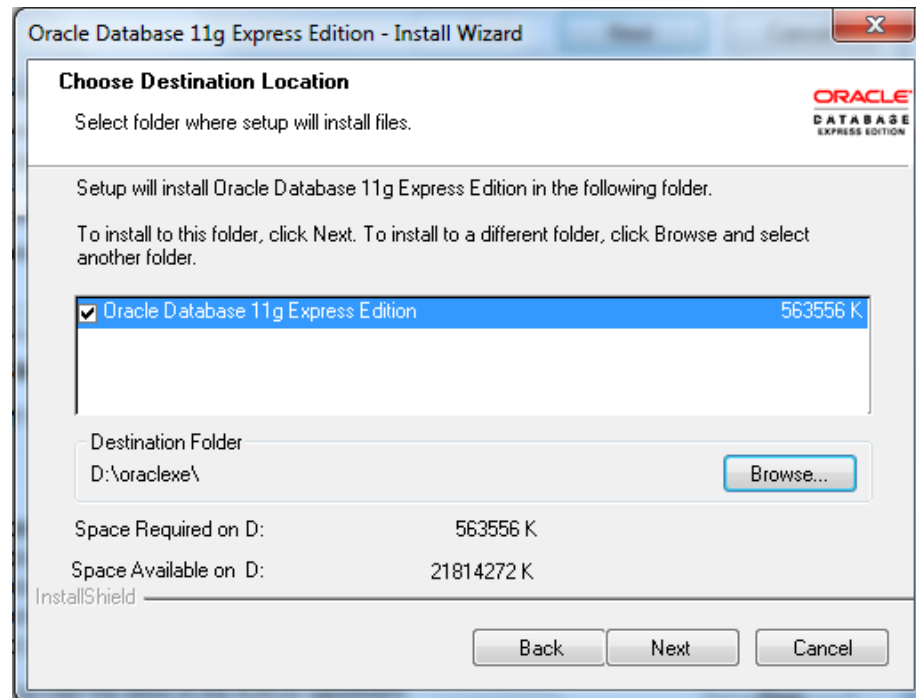 Oracle Database 11g Express Edition - Install Wizard
Choose Destination Location
Select folder where setup will install files.
ORACLE
DATABASE
EXPRESS EDITION
Setup will install Oracle Database 11g Express Edition in the following folder.
To install to this folder, click Next. To install to a different folder, click Browse and select
another folder.
Oracle Database 11g Express Edition 563556 K
Destination Folder
D:\oraclexe\
Browse...
Space Required on D: 563556 K
Space Available on D: 21814272 K
InstallShield
Back Next Cancel